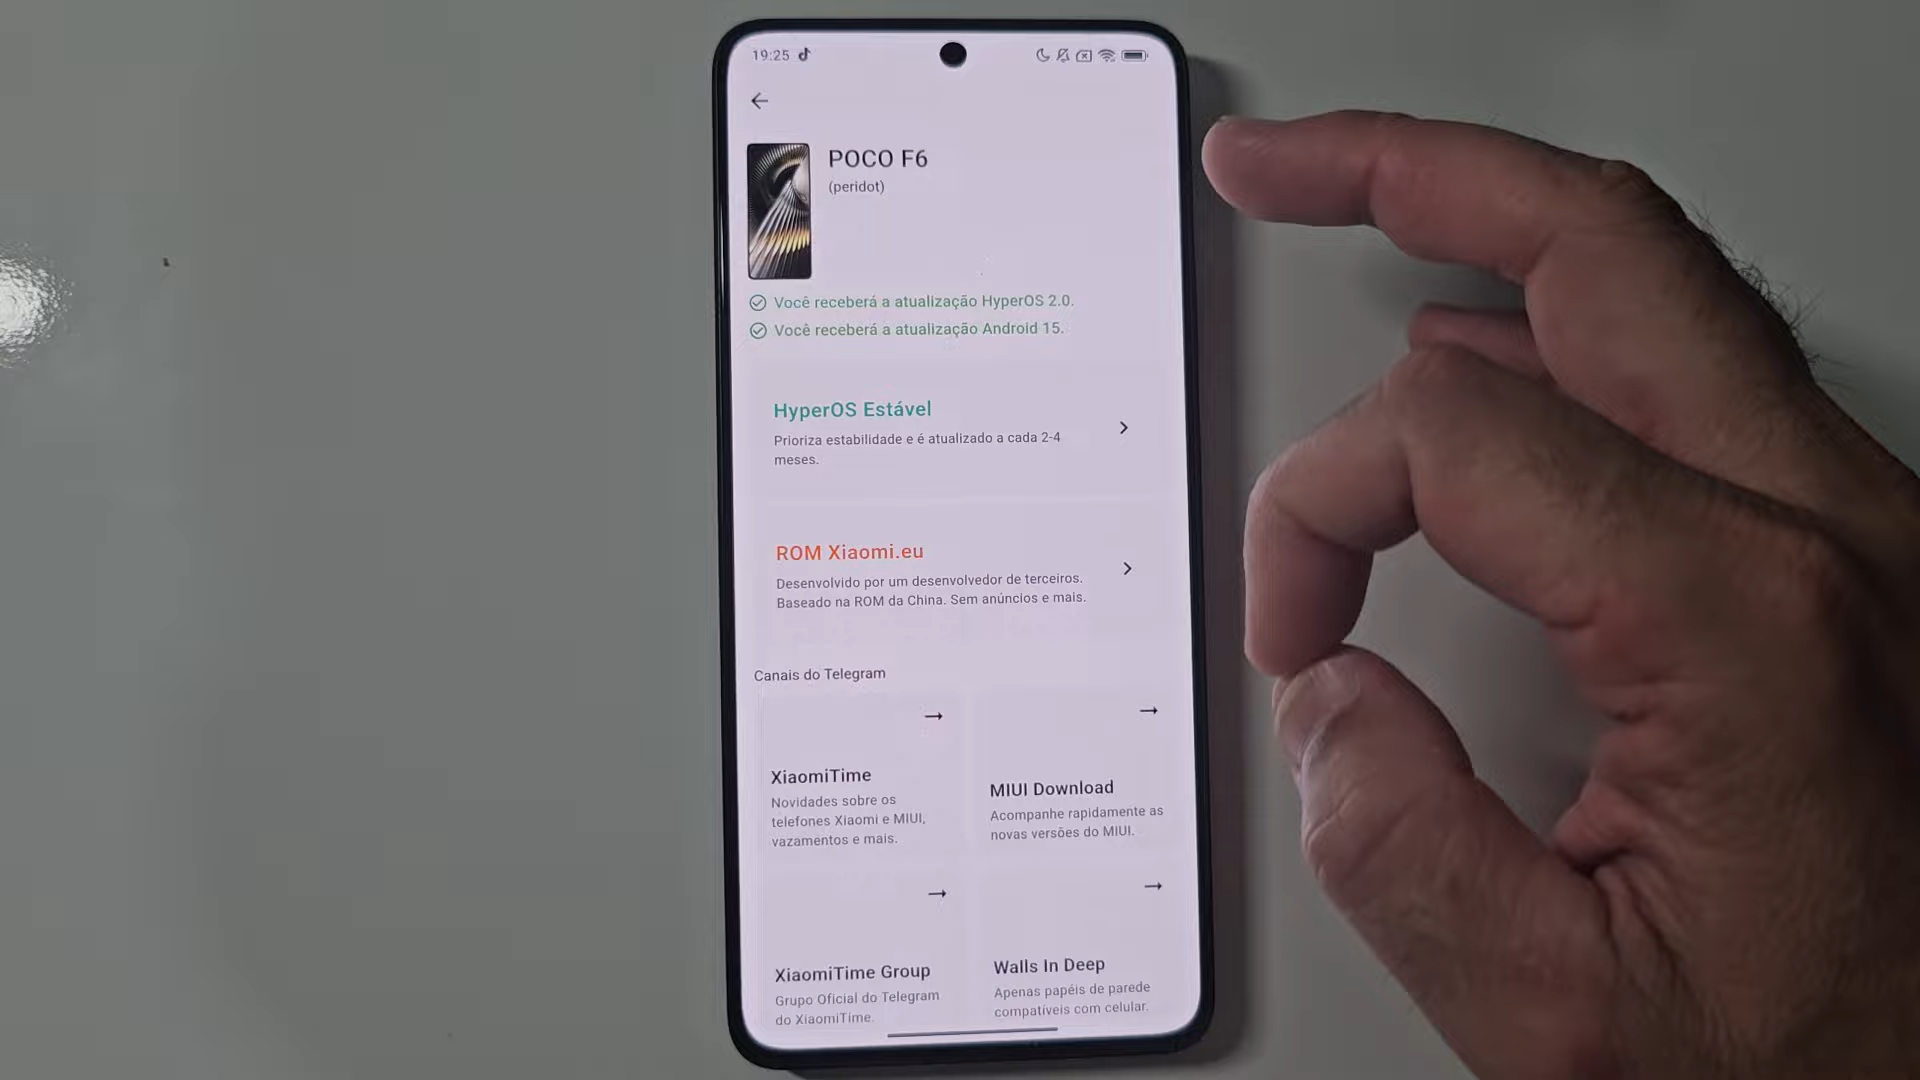 19:25
POCO F6
(peridot)
Você receberá a atualização HyperOS 2.0.
Você receberá a atualização Android 15.
HyperOS Estável
Prioriza estabilidade e é atualizado a cada 2-4
meses.
ROM Xiaomi.eu
Desenvolvido por um desenvolvedor de terceiros.
Baseado na ROM da China. Sem anúncios e mais.
Canais do Telegram
XiaomiTime
Novidades sobre os
telefones Xiaomi e MIUI,
vazamentos e mais.
MIUI Download
Acompanhe rapidamente as
novas versões do MIUI.
XiaomiTime Group
Grupo Oficial do Telegram
do XiaomiTime.
Walls In Deep
Apenas papéis de parede
compatíveis com celular.